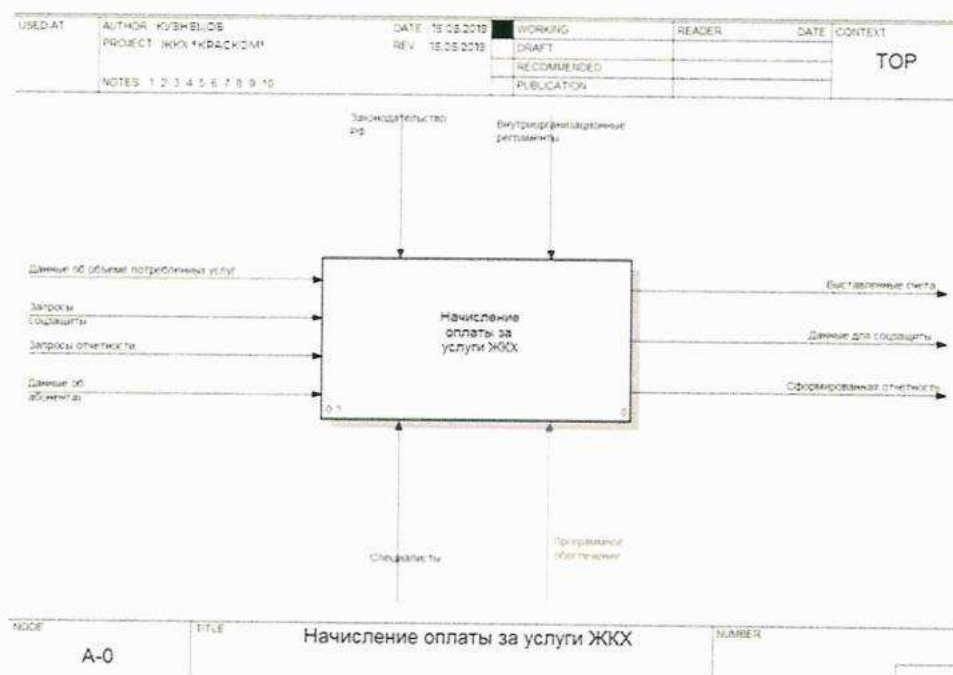 USED AT:
AUTHOR: КУЗНЕЦОВ
DATE: 15.05.2019
WORKING
READER
DATE
CONTEXT
PROJECT: ЖКХ "КРАСКОМ"
REV: 15.05.2019
DRAFT
TOP
RECOMMENDED
NOTES: 1 2 3 4 5 6 7 8 9 10
PUBLICATION
Законодательство
РФ
Внутриорганизационные
регламенты
Данные об объеме потребленных услуг
Запросы
соцзащиты
Запросы отчетности
Данные об
абонентах
Начисление
оплаты за
услуги ЖКХ
0
Выставленные счета
Данные для соцзащиты
Сформированная отчетность
Специалисты
Программное
обеспечение
NODE
TITLE
Начисление оплаты за услуги ЖКХ
NUMBER
A-0